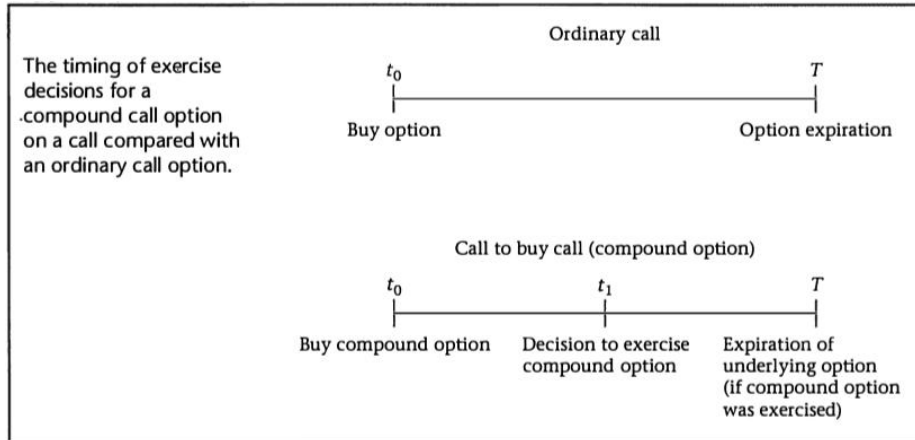 The timing of exercise
decisions for a
compound call option
on a call compared with
an ordinary call option.
Ordinary call
t0 T
Buy option Option expiration
Call to buy call (compound option)
t0 t1 T
Buy compound option Decision to exercise Expiration of
compound option underlying option
(if compound option
was exercised)